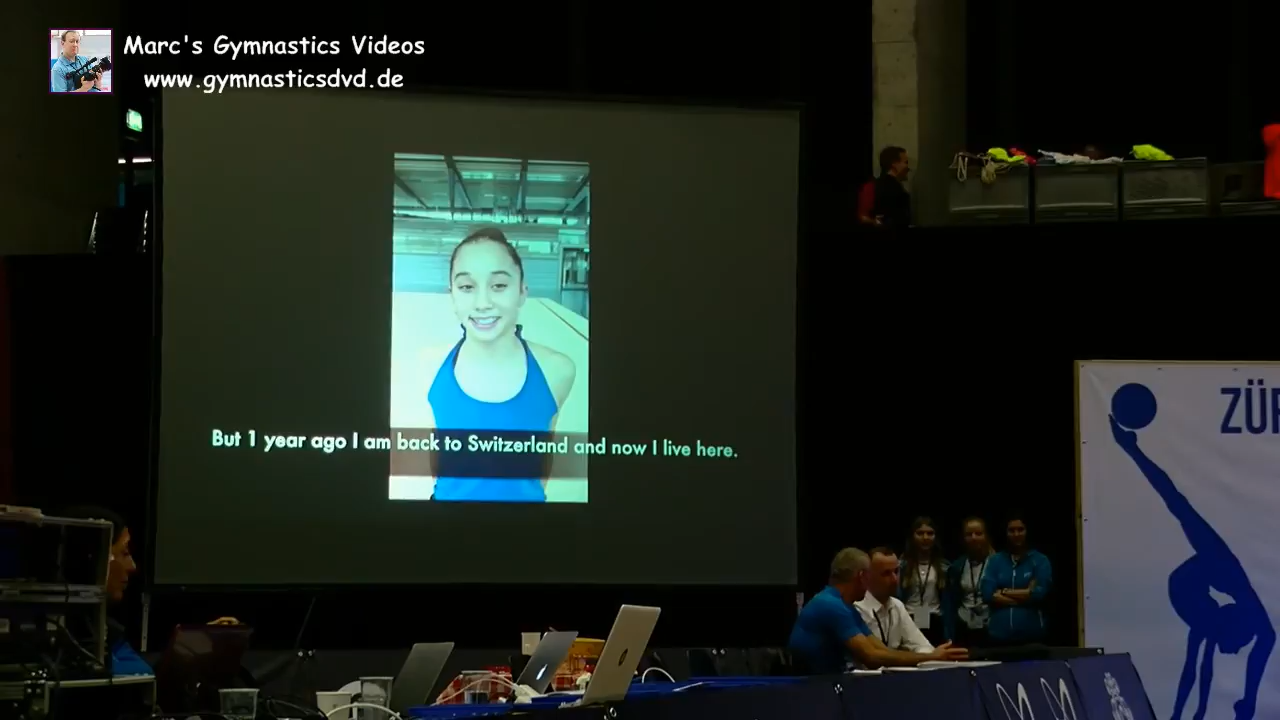 Marc's Gymnastics Videos
www.gymnasticsdvd.de
But 1 year ago I am back to Switzerland and now I live here.
ZÜR